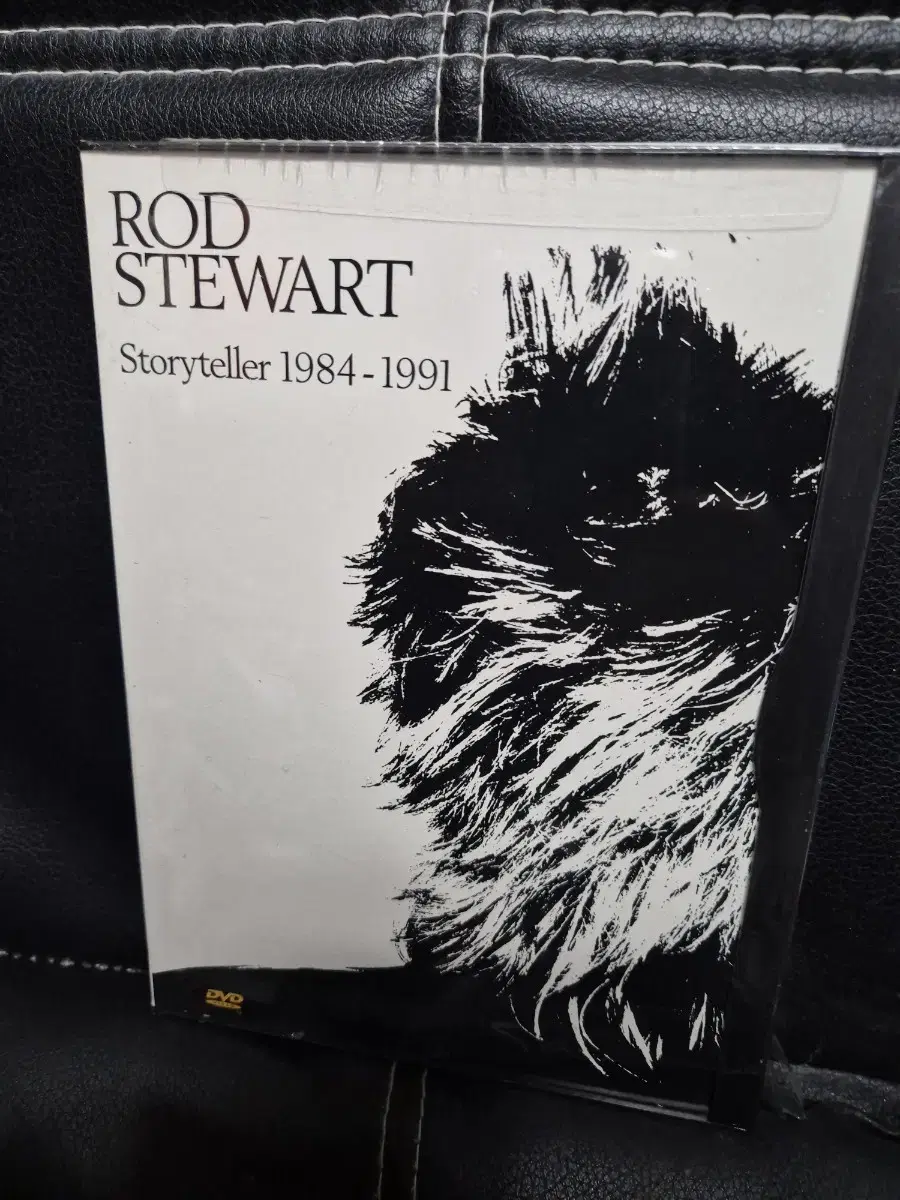 ROD
STEWART
Storyteller 1984-1991
DVD